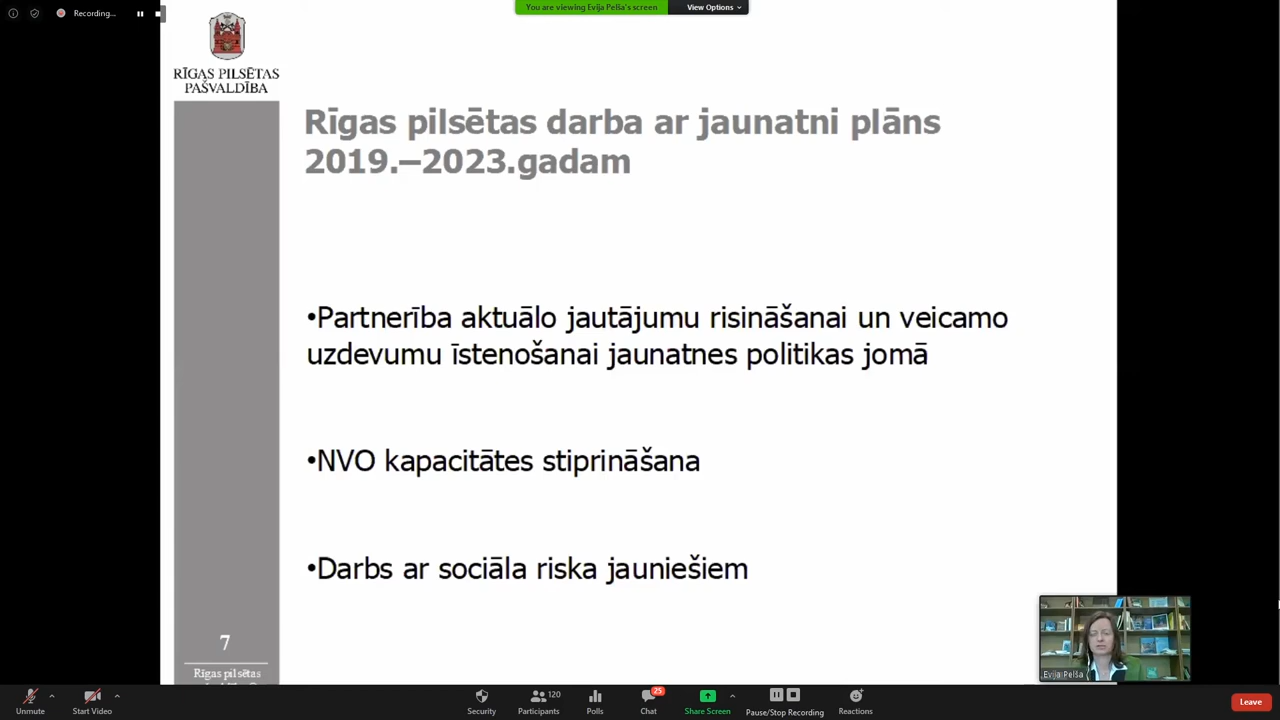 Recording...
You are viewing Evija Pelša's screen
View Options
RĪGAS PILSĒTAS
PAŠVALDĪBA
Rīgas pilsētas darba ar jaunatni plāns
2019.–2023.gadam
•Partnerība aktuālo jautājumu risināšanai un veicamo
uzdevumu īstenošanai jaunatnes politikas jomā
•NVO kapacitātes stiprināšana
•Darbs ar sociāla riska jauniešiem
7
Rīgas pilsētas
Evija Pelša
Unmute
Start Video
Security
Participants
120
Polls
Chat
25
Share Screen
Pause/Stop Recording
Reactions
Leave